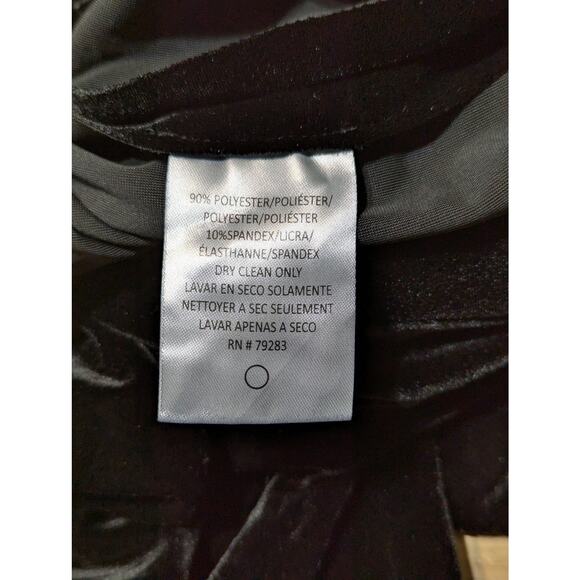 90% POLYESTER/POLIÉSTER/
POLYESTER/POLIÉSTER
10%SPANDEX/LICRA/
ÉLASTHANNE/SPANDEX
DRY CLEAN ONLY
LAVAR EN SECO SOLAMENTE
NETTOYER A SEC SEULEMENT
LAVAR APENAS A SECO
RN # 79283